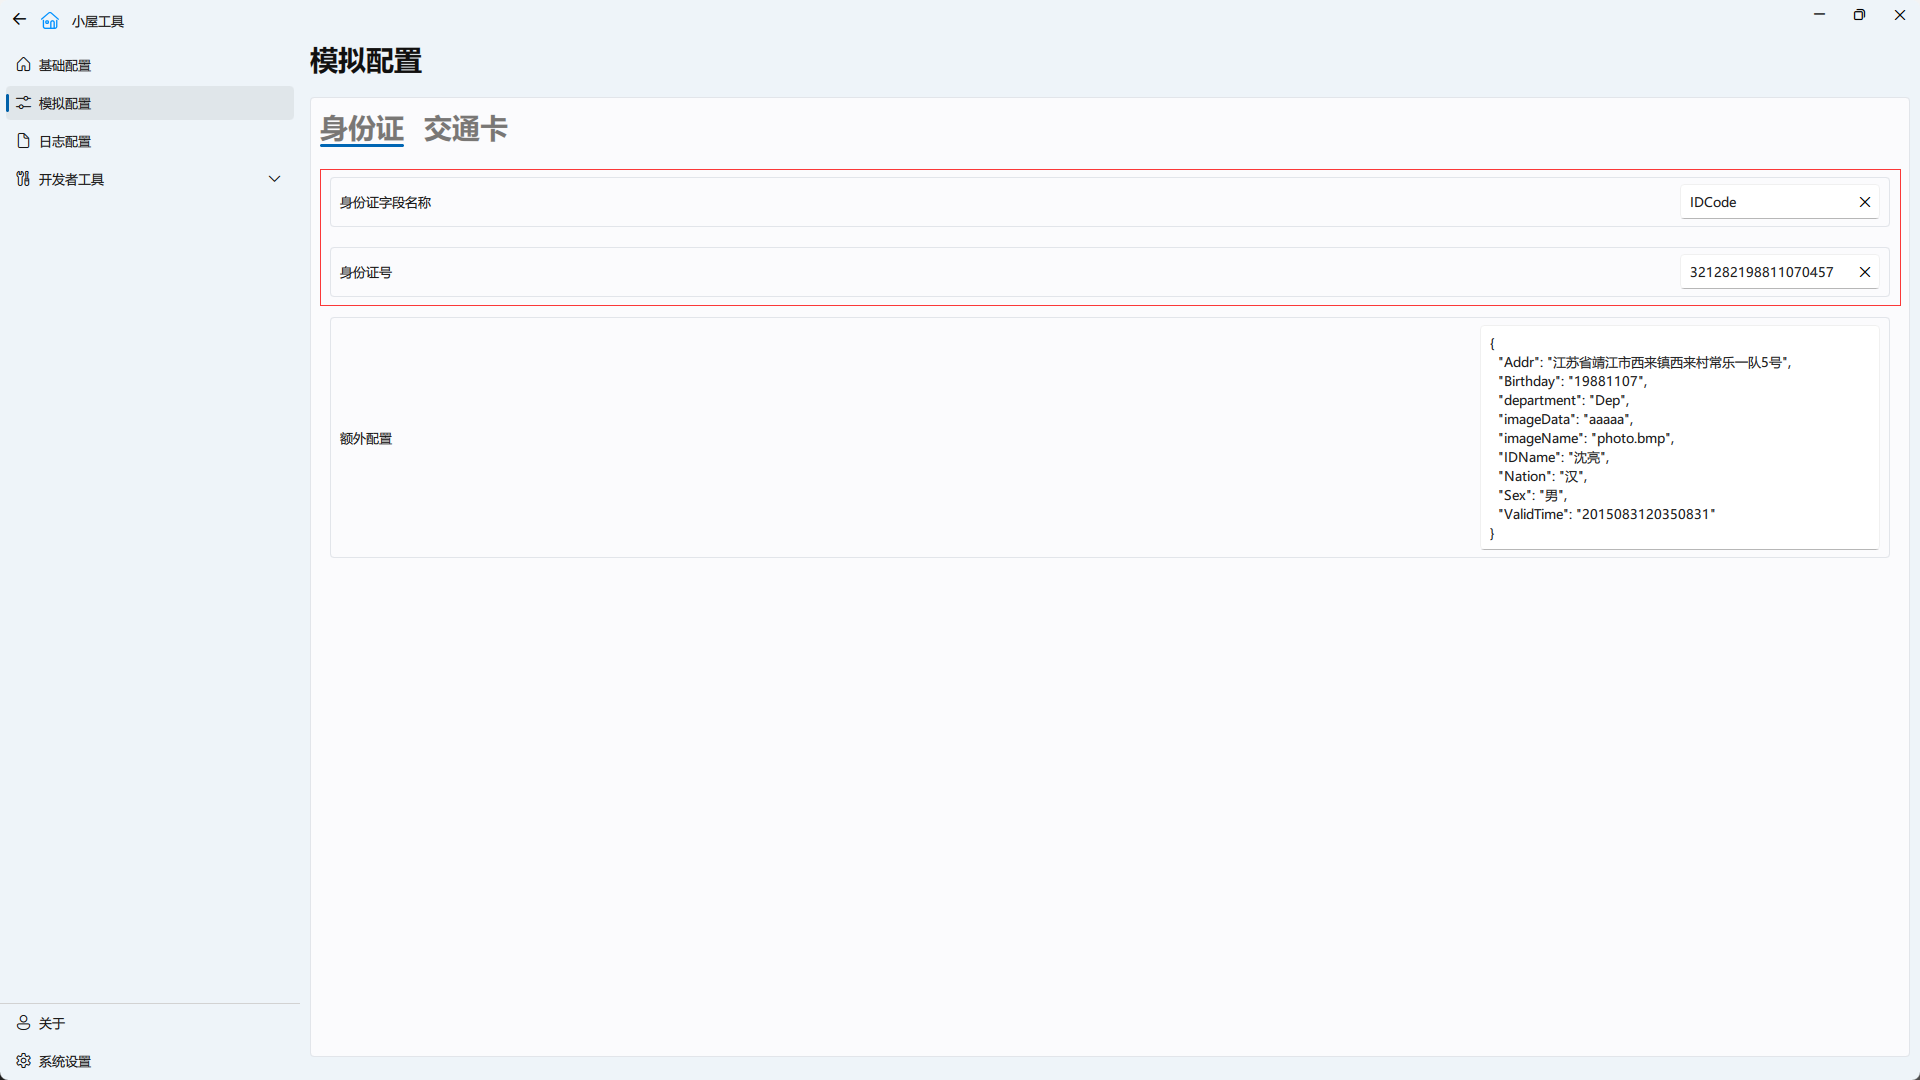 小屋工具
基础配置
模拟配置
日志配置
开发者工具
关于
系统设置
模拟配置
身份证 交通卡
身份证字段名称 IDCode
身份证号 321282198811070457
额外配置
{
"Addr": "江苏省靖江市西来镇西来村常乐一队5号",
"Birthday": "19881107",
"department": "Dep",
"imageData": "aaaaa",
"imageName": "photo.bmp",
"IDName": "沈亮",
"Nation": "汉",
"Sex": "男",
"ValidTime": "2015083120350831"
}